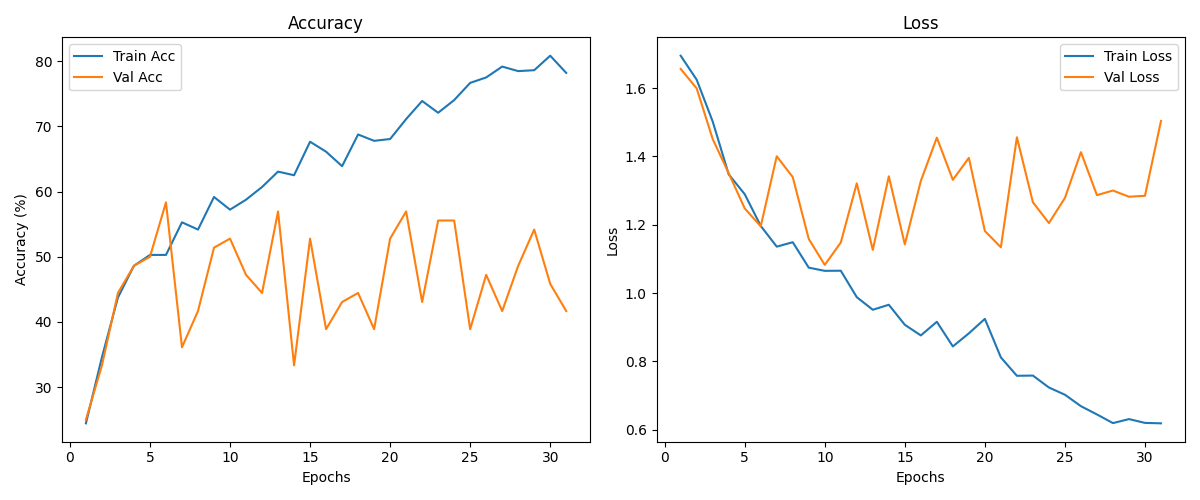 Accuracy
Train Acc
Val Acc
80
70
60
50
40
30
Accuracy (%)
0 5 10 15 20 25 30
Epochs
Loss
Train Loss
Val Loss
1.6
1.4
1.2
1.0
0.8
0.6
Loss
0 5 10 15 20 25 30
Epochs